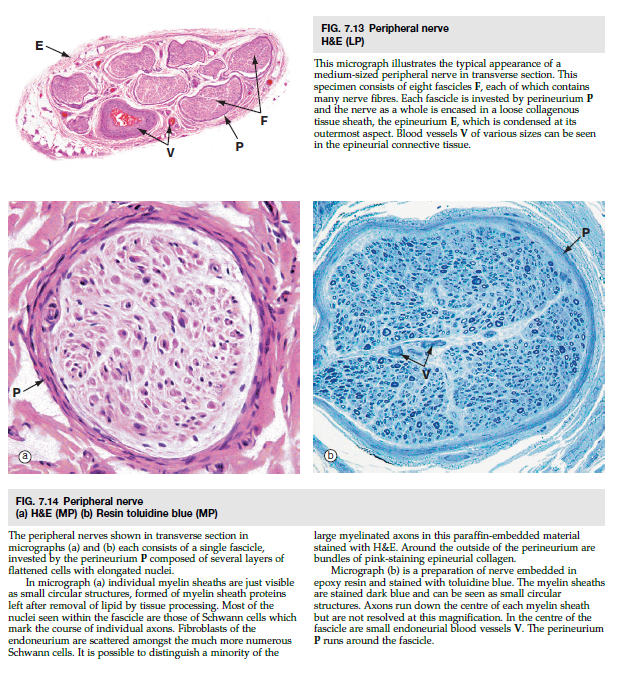 E
F
P
V
FIG. 7.13 Peripheral nerve
H&E (LP)
This micrograph illustrates the typical appearance of a
medium-sized peripheral nerve in transverse section. This
specimen consists of eight fascicles F, each of which contains
many nerve fibres. Each fascicle is invested by perineurium P
and the nerve as a whole is encased in a loose collagenous
tissue sheath, the epineurium E, which is condensed at its
outermost aspect. Blood vessels V of various sizes can be seen
in the epineurial connective tissue.
P
a
P
V
b
FIG. 7.14 Peripheral nerve
(a) H&E (MP) (b) Resin toluidine blue (MP)
The peripheral nerves shown in transverse section in
micrographs (a) and (b) each consists of a single fascicle,
invested by the perineurium P composed of several layers of
flattened cells with elongated nuclei.
In micrograph (a) individual myelin sheaths are just visible
as small circular structures, formed of myelin sheath proteins
left after removal of lipid by tissue processing. Most of the
nuclei seen within the fascicle are those of Schwann cells which
mark the course of individual axons. Fibroblasts of the
endoneurium are scattered amongst the much more numerous
Schwann cells. It is possible to distinguish a minority of the
large myelinated axons in this paraffin-embedded material
stained with H&E. Around the outside of the perineurium are
bundles of pink-staining epineurial collagen.
Micrograph (b) is a preparation of nerve embedded in
epoxy resin and stained with toluidine blue. The myelin sheaths
are stained dark blue and can be seen as small circular
structures. Axons run down the centre of each myelin sheath
but are not resolved at this magnification. In the centre of the
fascicle are small endoneurial blood vessels V. The perineurium
P runs around the fascicle.